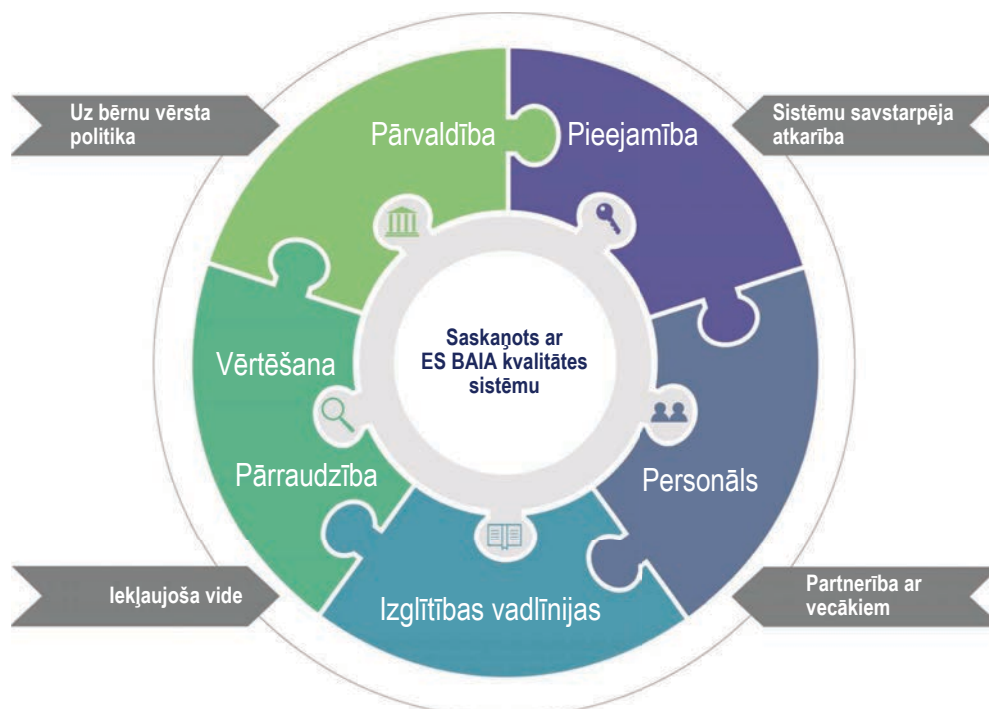 Uz bērnu vērsta
politika
Pārvaldība
Pieejamība
Sistēmu savstarpēja
atkarība
Saskaņots ar
ES BAIA kvalitātes
sistēmu
Vērtēšana
Pārraudzība
Personāls
Iekļaujoša vide
Izglītības vadlīnijas
Partnerība ar
vecākiem